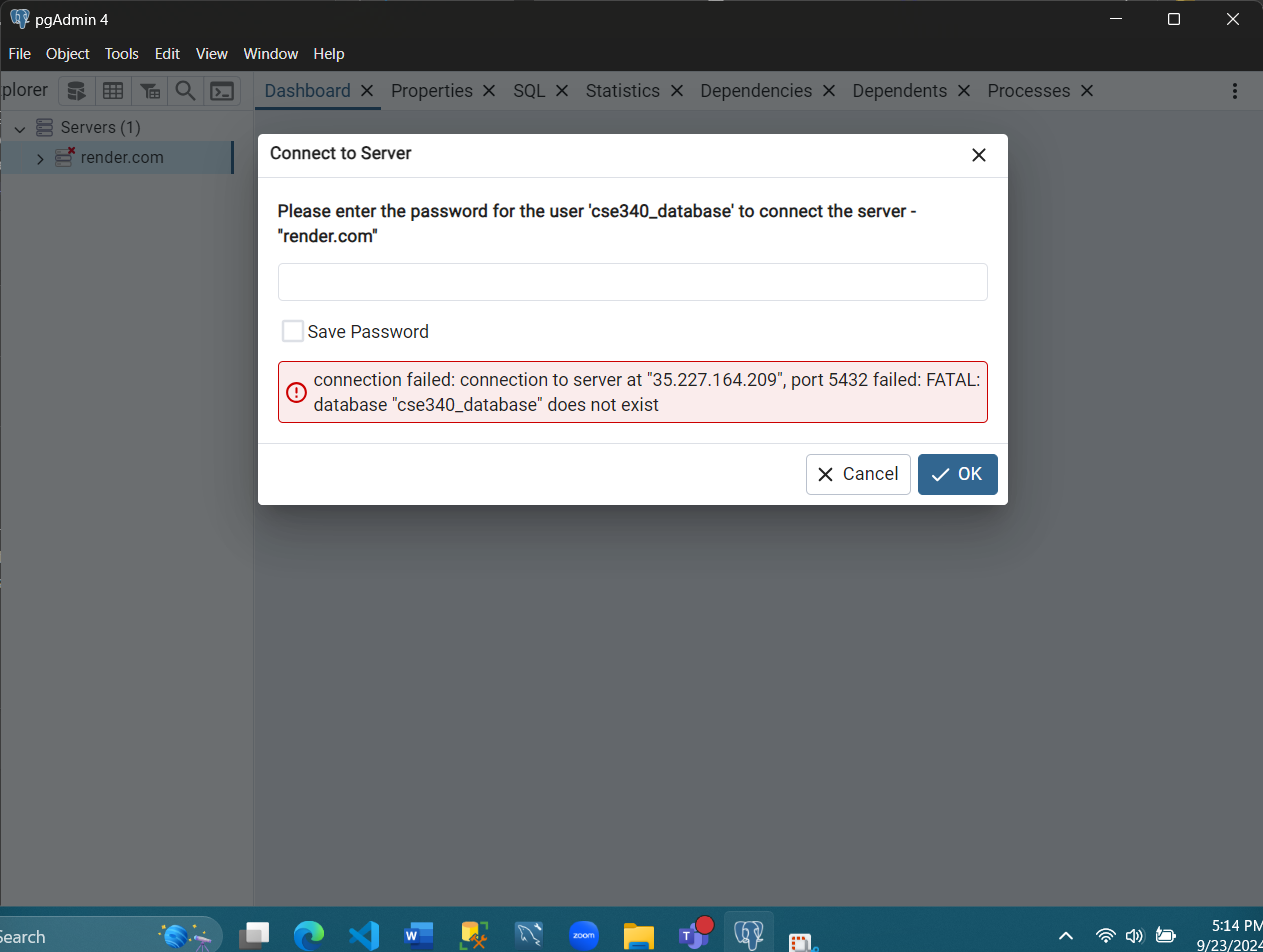 pgAdmin 4
File Object Tools Edit View Window Help
plorer Dashboard Properties SQL Statistics Dependencies Dependents Processes
Servers (1)
render.com
Connect to Server
Please enter the password for the user 'cse340_database' to connect the server -
"render.com"
Save Password
connection failed: connection to server at "35.227.164.209", port 5432 failed: FATAL:
database "cse340_database" does not exist
Cancel OK
Search
W zoom T
5:14 PM
9/23/2024